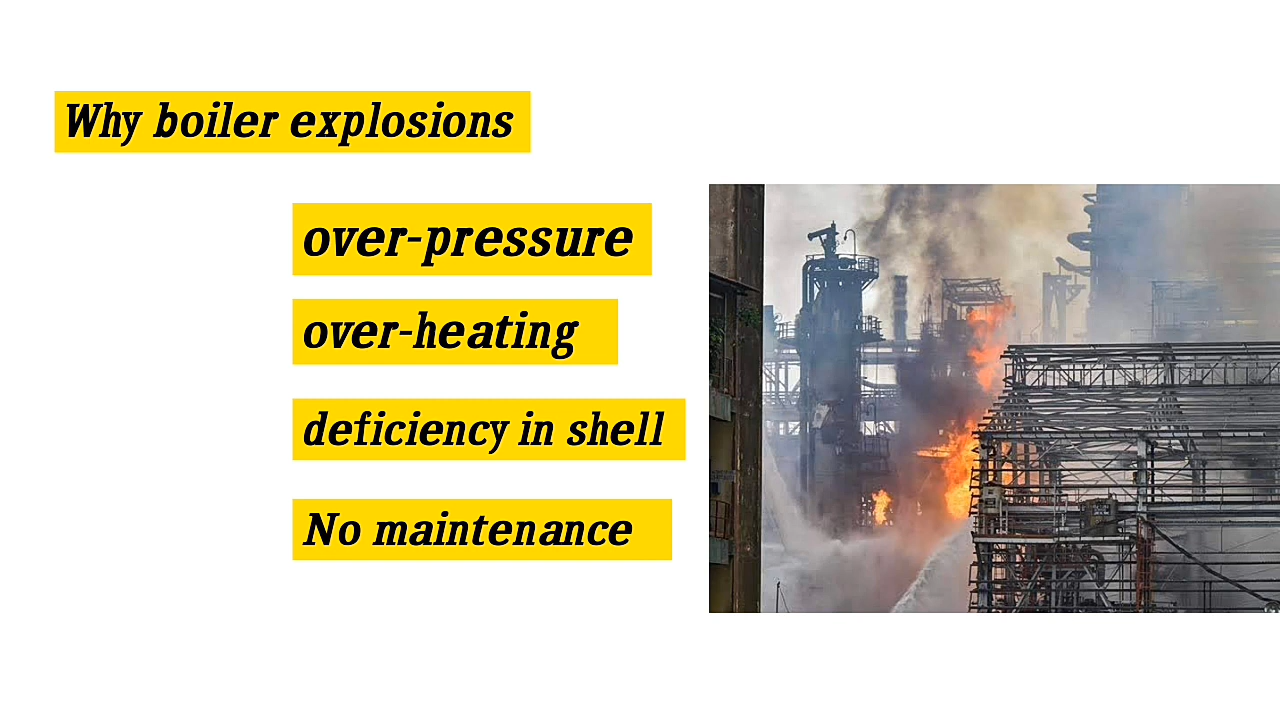 Why boiler explosions
over-pressure
over-heating
deficiency in shell
No maintenance